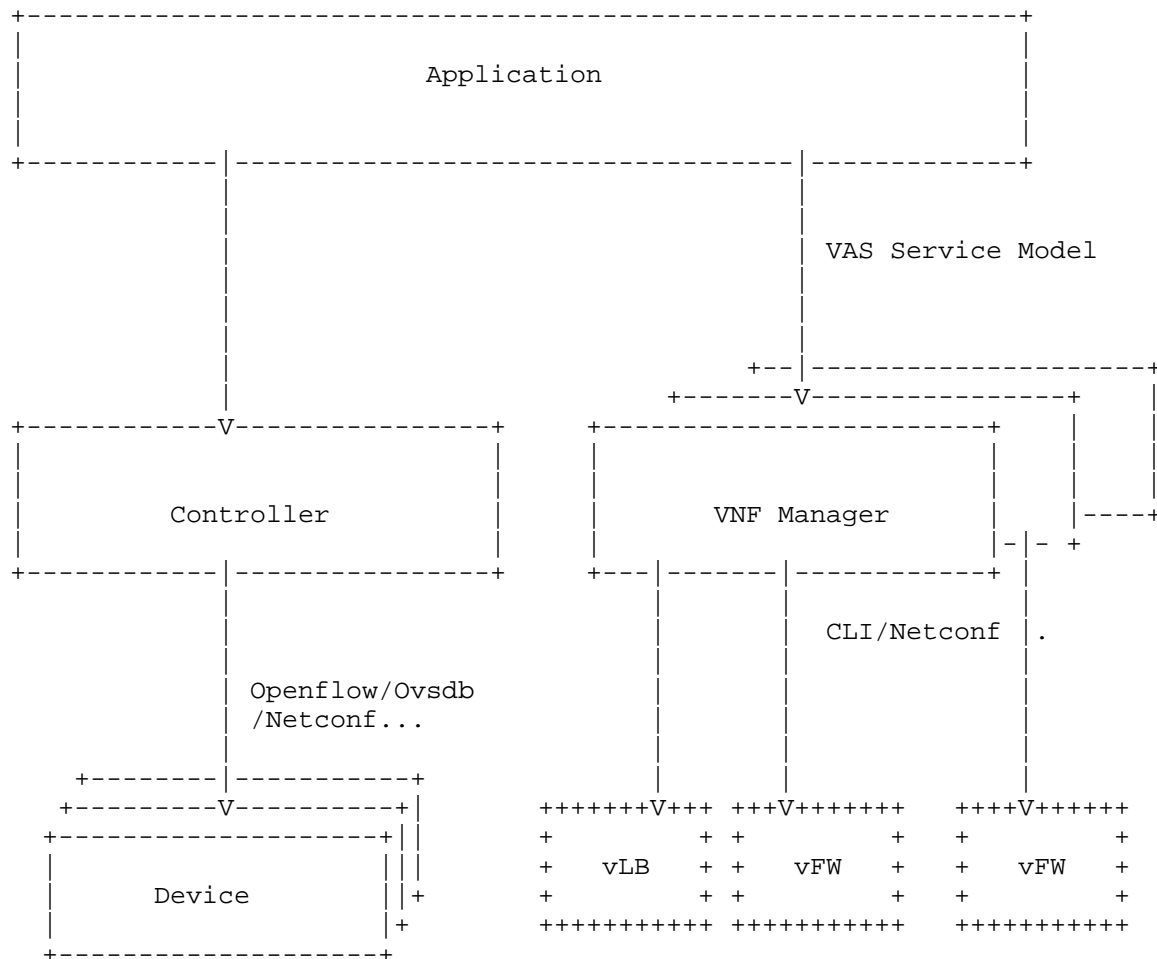 Application
VAS Service Model
Controller
VNF Manager
CLI/Netconf .
Openflow/Ovsdb
/Netconf...
vLB
vFW
vFW
Device